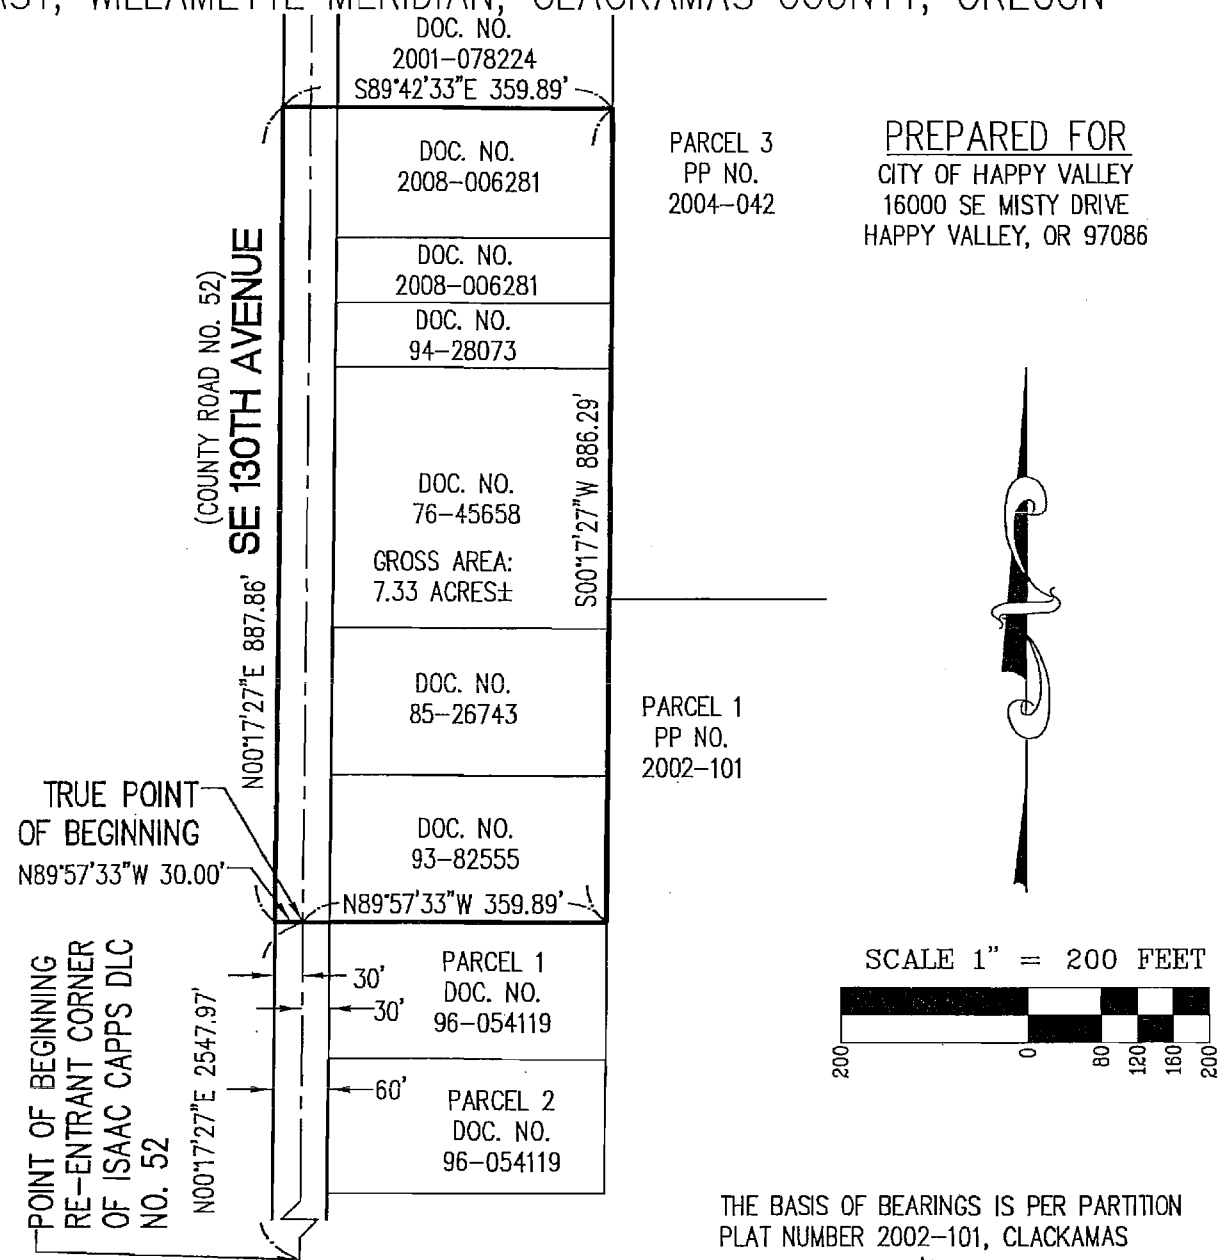 WILLAMETTE MERIDIAN, CLACKAMAS COUNTY, OREGON
DOC. NO.
2001-078224
S89°42'33"E 359.89'
DOC. NO.
2008-006281
PARCEL 3
PP NO.
2004-042
PREPARED FOR
CITY OF HAPPY VALLEY
16000 SE MISTY DRIVE
HAPPY VALLEY, OR 97086
DOC. NO.
2008-006281
DOC. NO.
94-28073
(COUNTY ROAD NO. 52)
SE 130TH AVENUE
N00°17'27"E 887.86'
S00°17'27"W 886.29'
DOC. NO.
76-45658
GROSS AREA:
7.33 ACRES±
DOC. NO.
85-26743
PARCEL 1
PP NO.
2002-101
TRUE POINT
OF BEGINNING
N89°57'33"W 30.00'
DOC. NO.
93-82555
N89°57'33"W 359.89'
POINT OF BEGINNING
RE-ENTRANT CORNER
OF ISAAC CAPPS DLC
NO. 52
N00°17'27"E 2547.97'
30'
30'
60'
PARCEL 1
DOC. NO.
96-054119
PARCEL 2
DOC. NO.
96-054119
SCALE 1" = 200 FEET
200 0 80 120 160 200
THE BASIS OF BEARINGS IS PER PARTITION
PLAT NUMBER 2002-101, CLACKAMAS